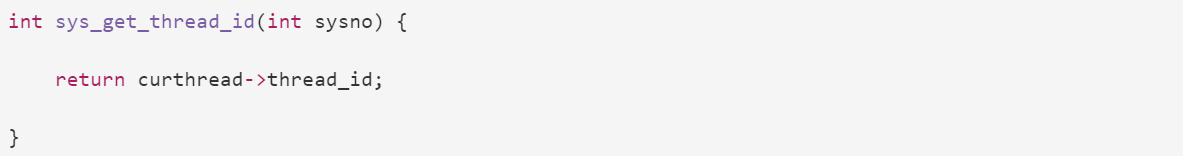 int sys_get_thread_id(int sysno) {
return curthread->thread_id;
}